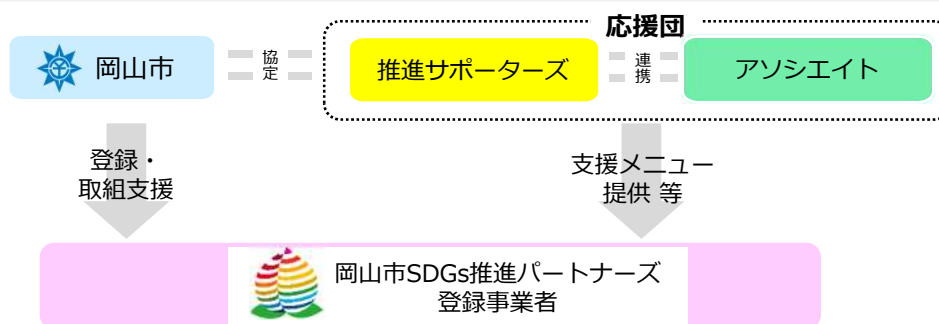 応援団
岡山市
協定
推進サポーターズ
連携
アソシエイト
登録・
取組支援
支援メニュー
提供 等
岡山市SDGs推進パートナーズ
登録事業者